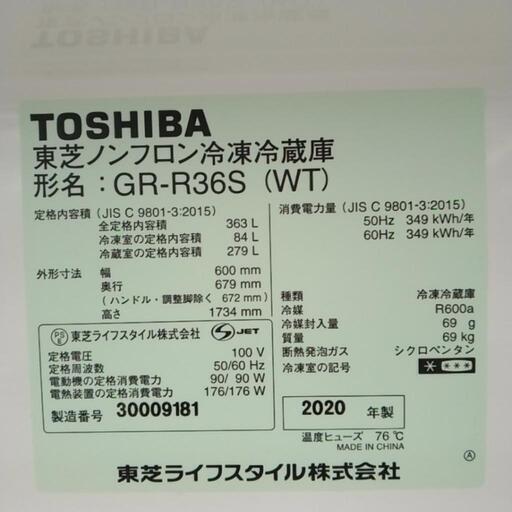 TOSHIBA
東芝ノンフロン冷凍冷蔵庫
形名：GR-R36S (WT)
定格内容積 (JIS C 9801-3:2015)
全定格内容積 363 L
冷凍室の定格内容積 84 L
冷蔵室の定格内容積 279 L
外形寸法 幅 600 mm
奥行 679 mm
(ハンドル・調整脚除く 672 mm)
高さ 1734 mm
消費電力量 (JIS C 9801-3:2015)
50Hz 349 kWh/年
60Hz 349 kWh/年
種類 冷凍冷蔵庫
冷媒 R600a
冷媒封入量 69 g
質量 69 kg
断熱発泡ガス シクロペンタン
冷凍室の記号 * ***
PS E 東芝ライフスタイル株式会社 S JET
定格電圧 100 V
定格周波数 50/60 Hz
電動機の定格消費電力 90/ 90 W
電熱装置の定格消費電力 176/176 W
製造番号 30009181
2020 年製
温度ヒューズ 76℃
MADE IN CHINA
東芝ライフスタイル株式会社
Ⓐ